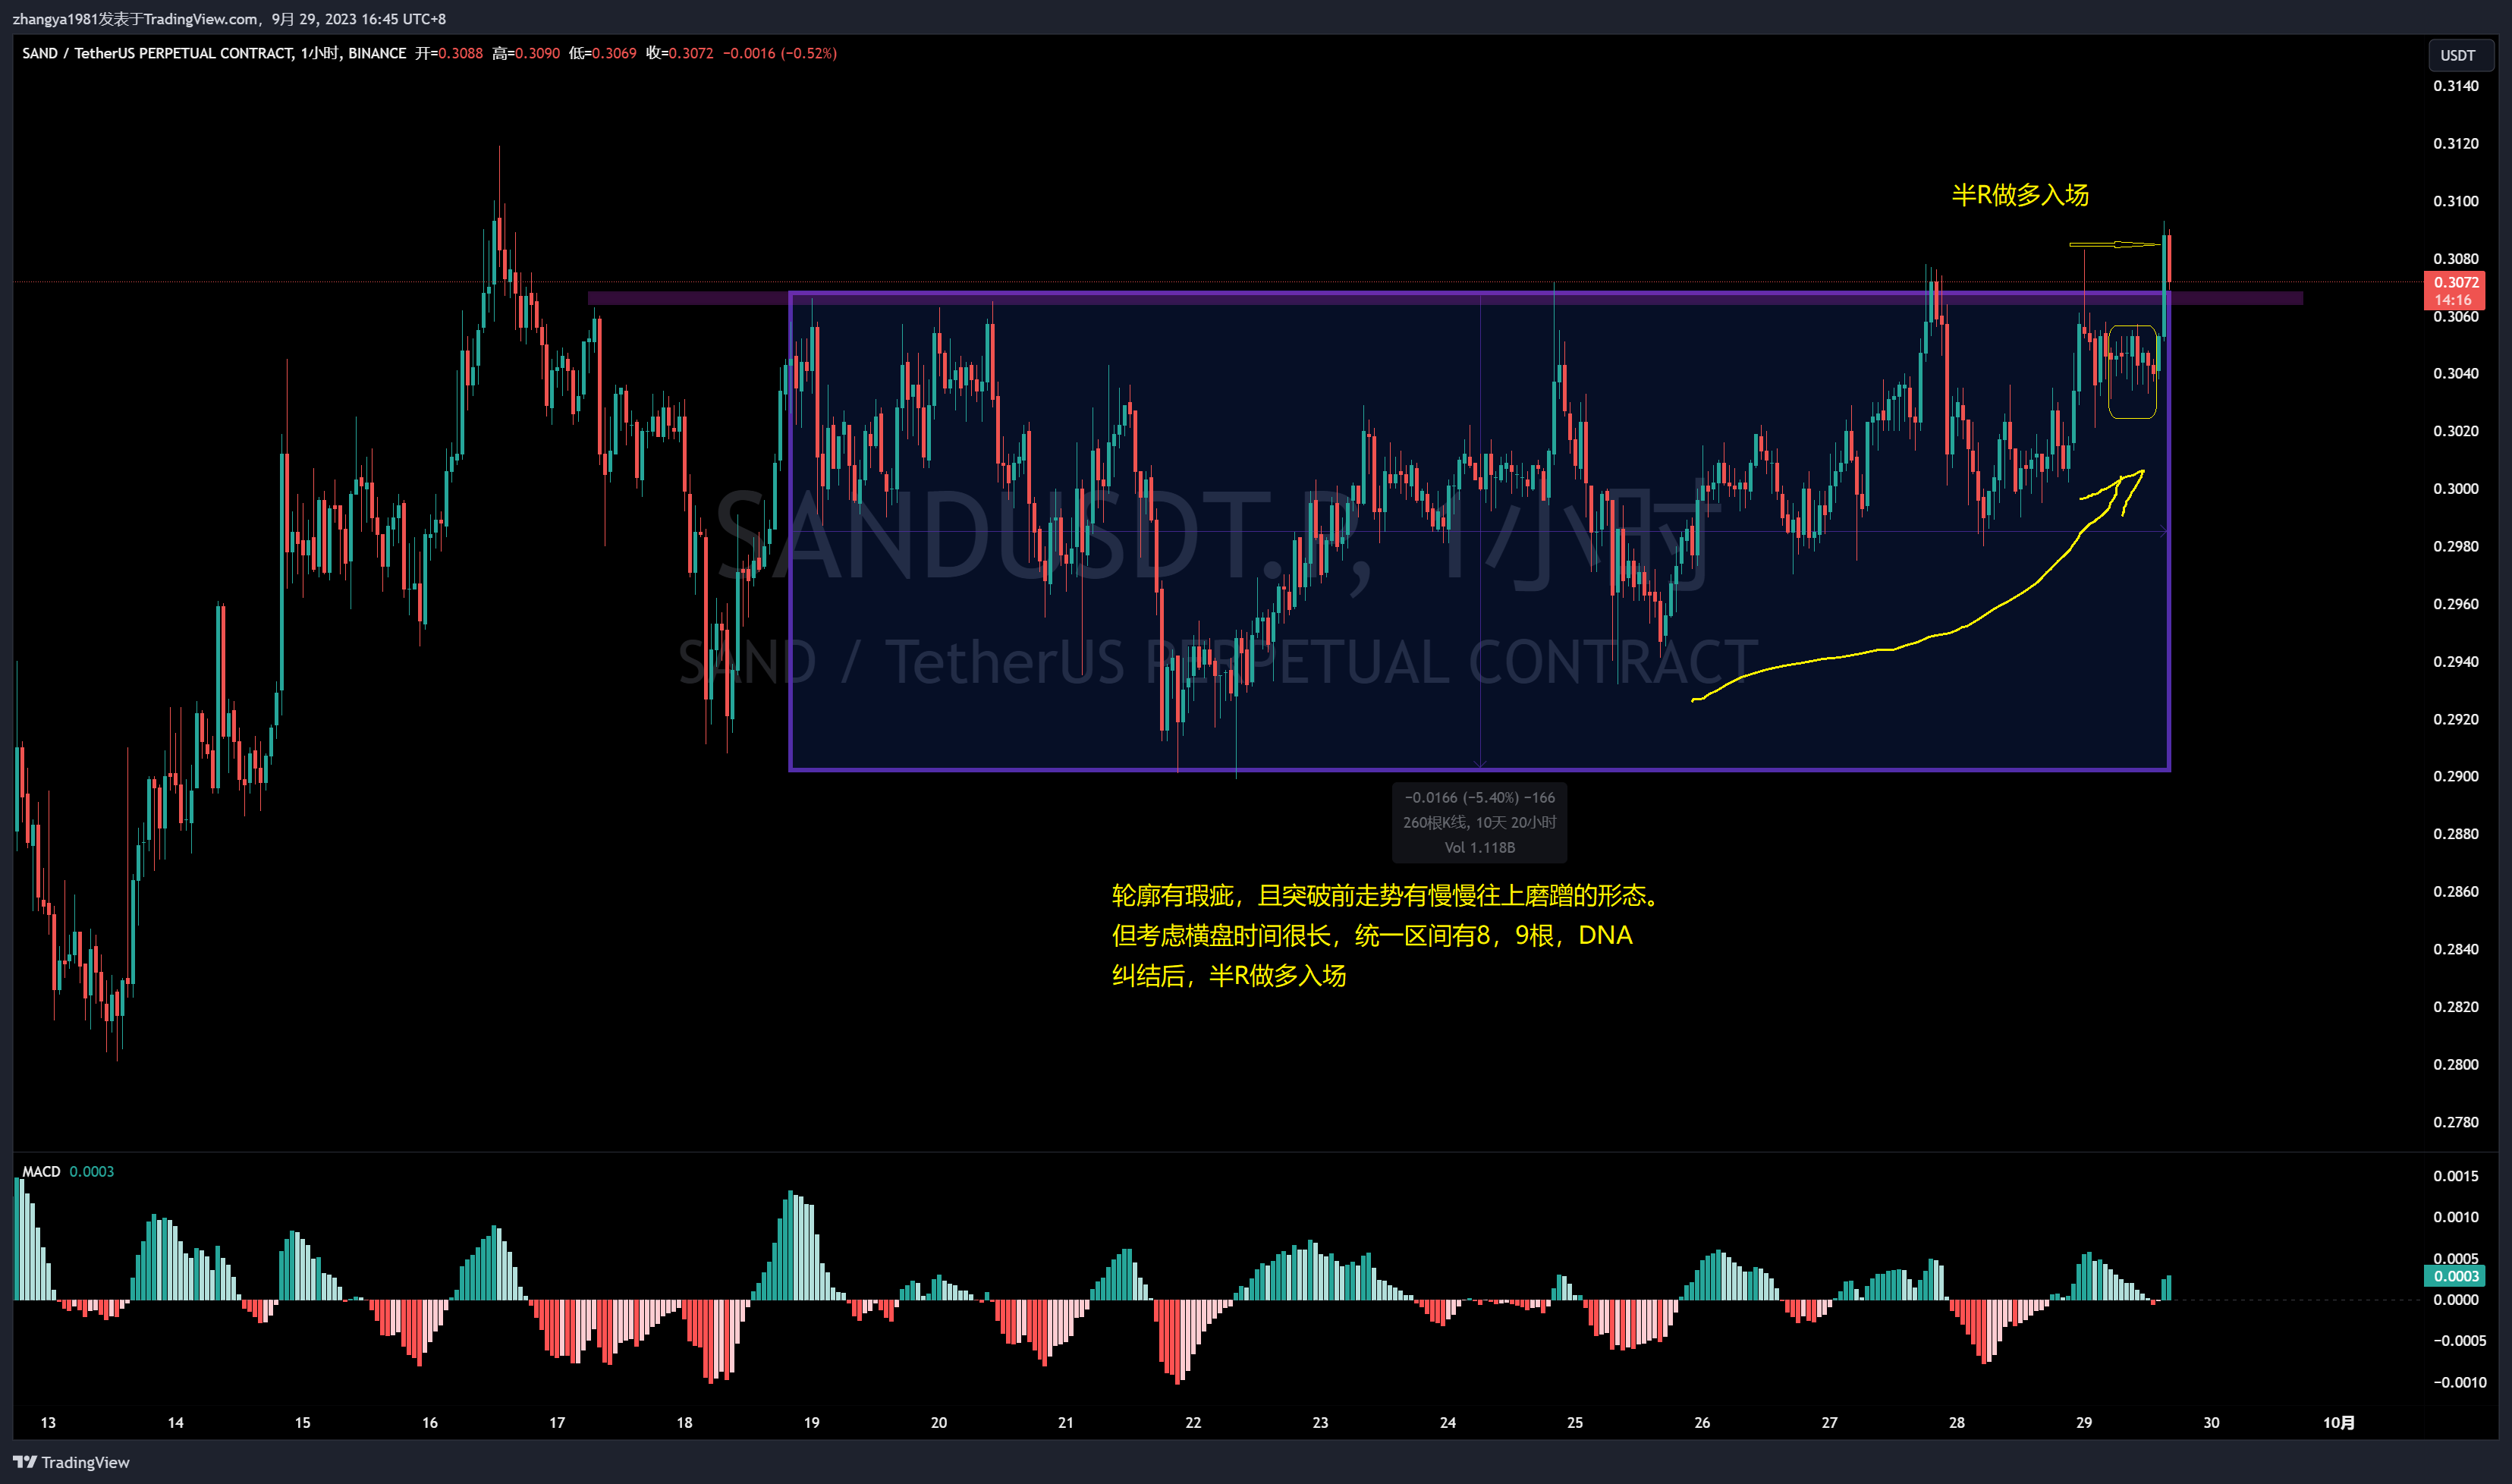 zhangya1981发表于TradingView.com, 9月 29, 2023 16:45 UTC+8
SAND / TetherUS PERPETUAL CONTRACT, 1小时, BINANCE 开=0.3088 高=0.3090 低=0.3069 收=0.3072 −0.0016 (−0.52%)
USDT
0.3140
0.3120
半R做多入场
0.3100
0.3080
0.3072
14:16
0.3060
0.3040
0.3020
0.3000
SANDUSDT.P, 1小时
0.2980
0.2960
SAND / TetherUS PERPETUAL CONTRACT
0.2940
0.2920
0.2900
−0.0166 (−5.40%) −166
260根K线, 10天 20小时
Vol 1.118B
0.2880
0.2860
轮廓有瑕疵，且突破前走势有慢慢往上磨蹭的形态。
但考虑横盘时间很长，统一区间有8，9根，DNA
纠结后，半R做多入场
0.2840
0.2820
0.2800
0.2780
MACD 0.0003
0.0015
0.0010
0.0005
0.0003
0.0000
−0.0005
−0.0010
13 14 15 16 17 18 19 20 21 22 23 24 25 26 27 28 29 30 10月
TradingView